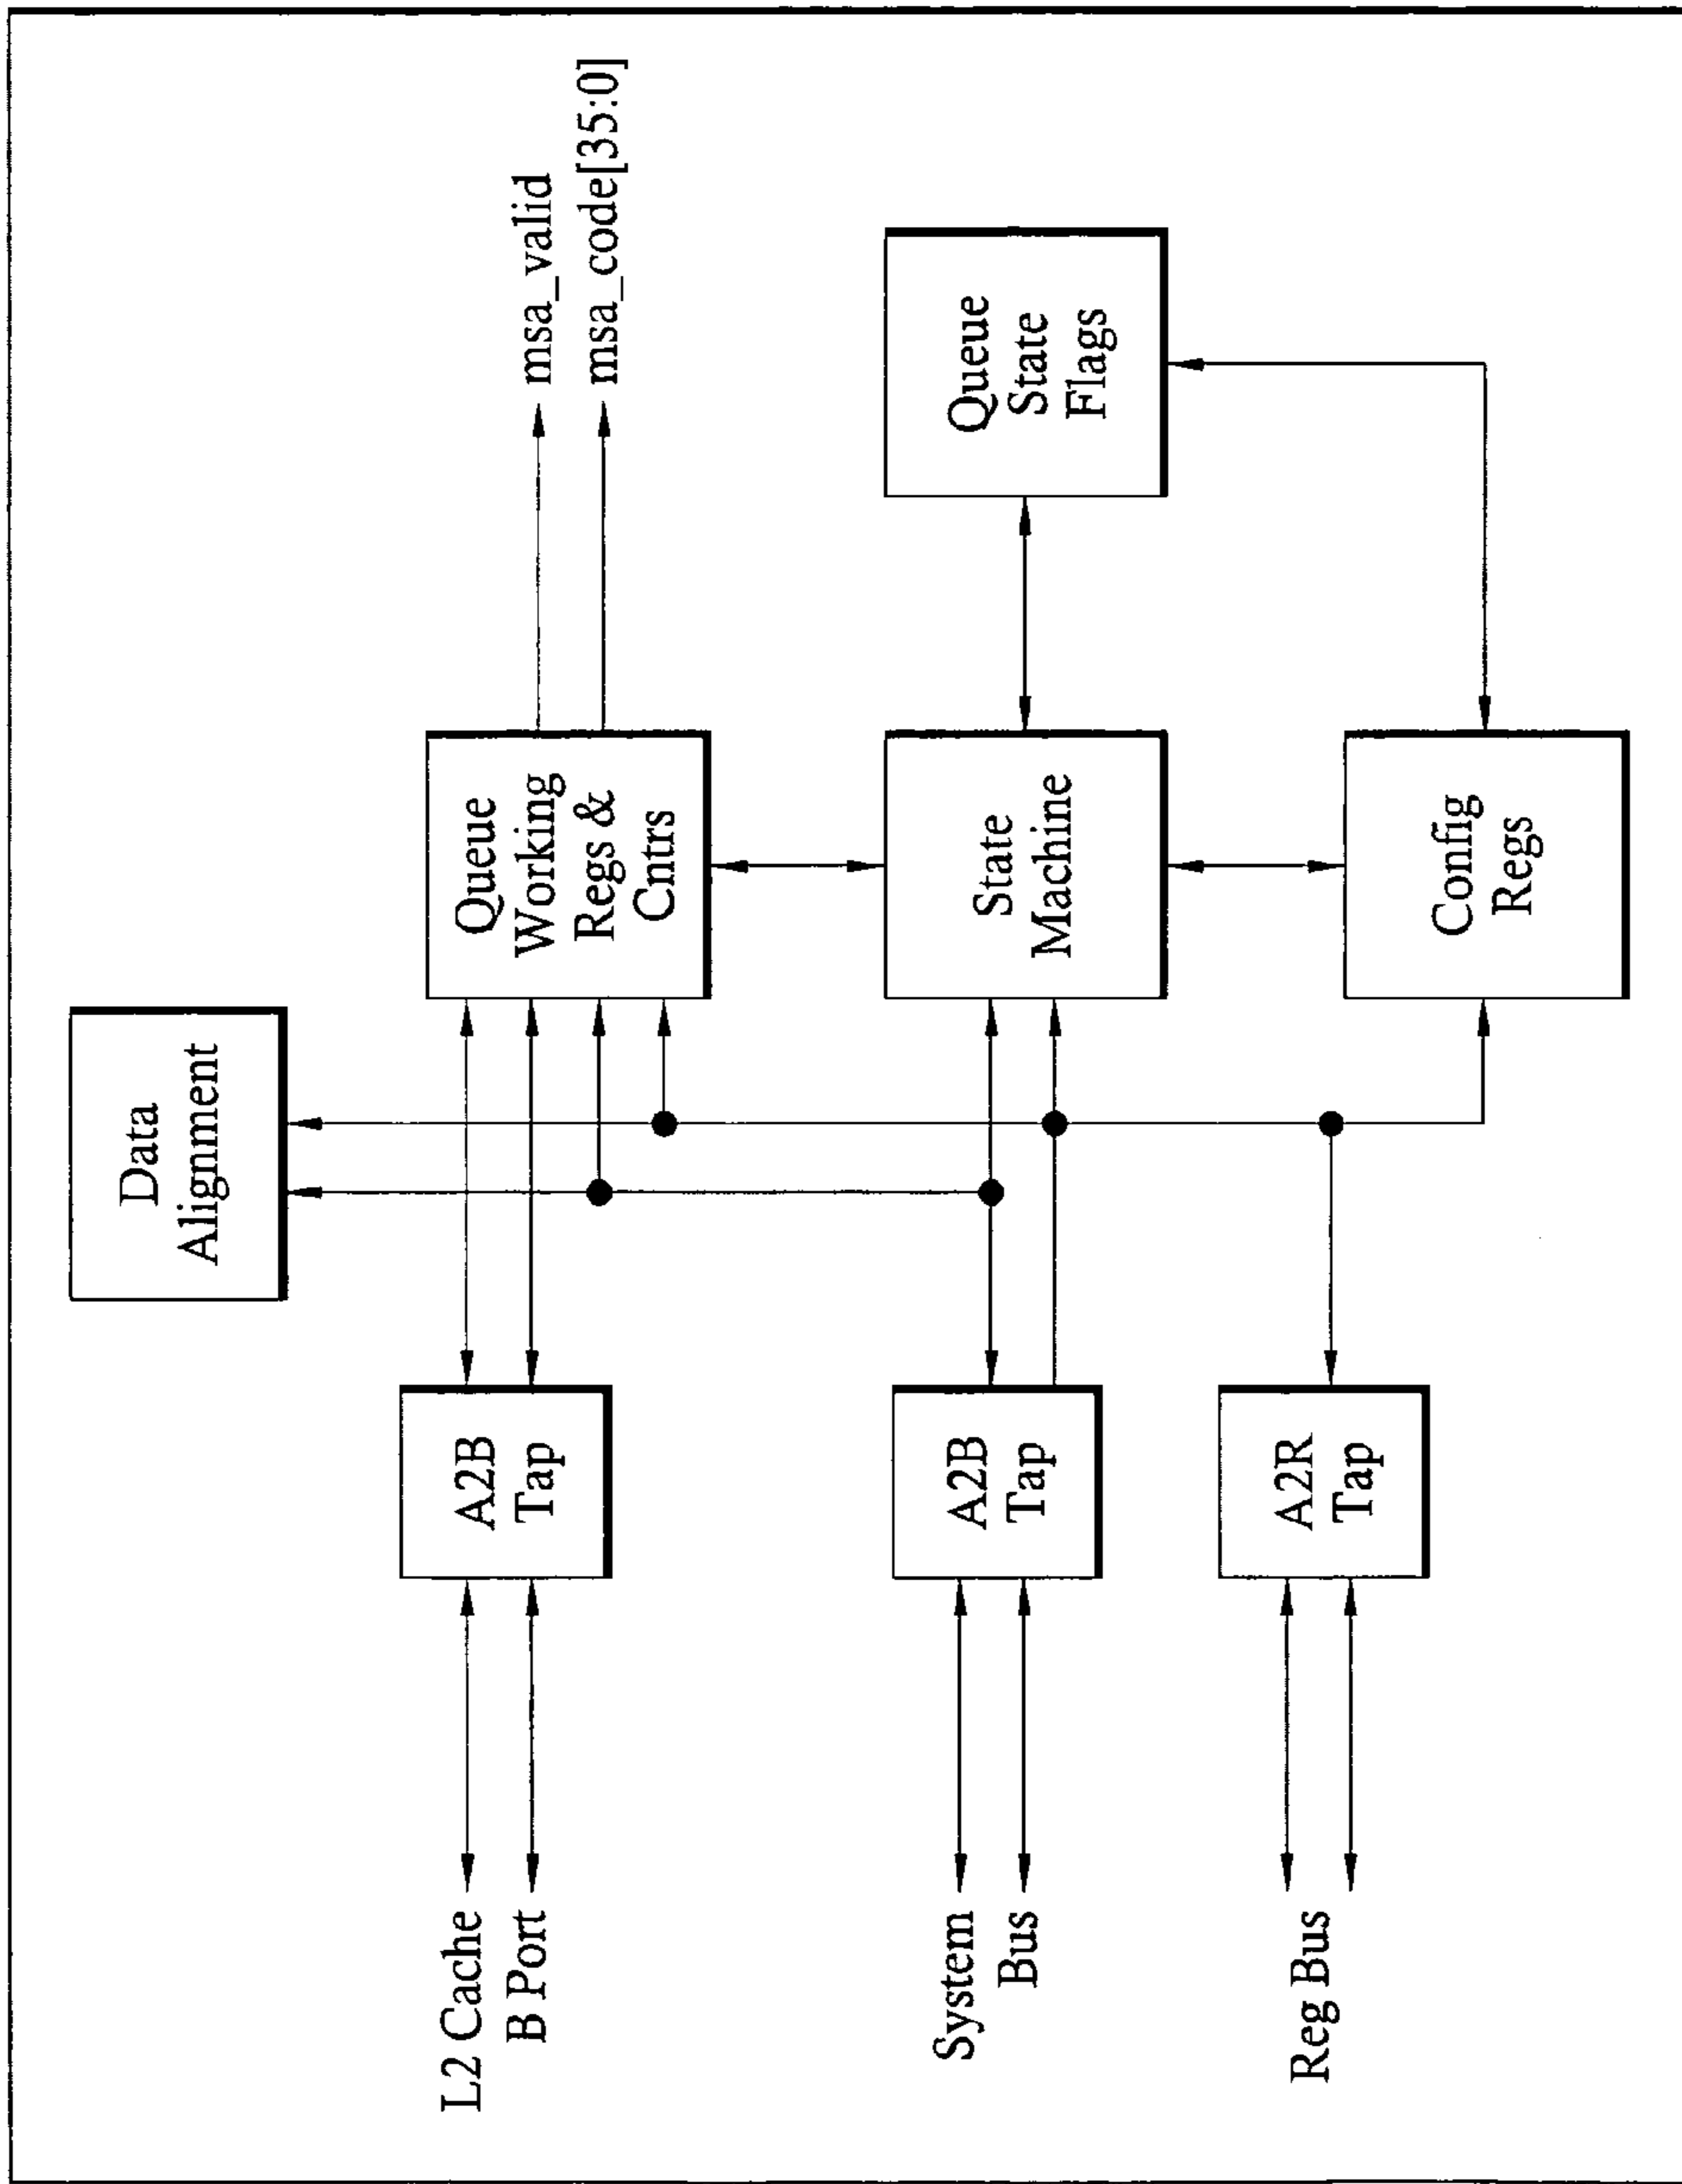 Data
Alignment
L2 Cache
B Port
A2B
Tap
Queue
Working
Regs &
Cntrs
msa_valid
msa_code[35:0]
System
Bus
A2B
Tap
State
Machine
Queue
State
Flags
Reg Bus
A2R
Tap
Config
Regs